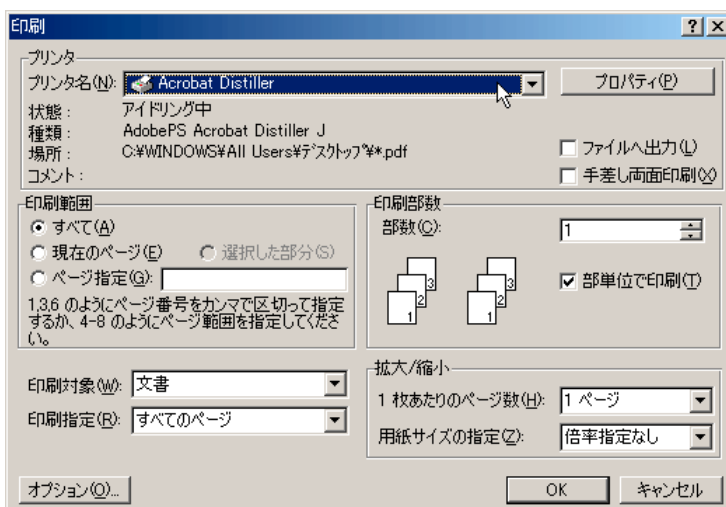 印刷
プリンタ
プリンタ名(N): Acrobat Distiller
プロパティ(P)
状態： アイドリング中
種類： AdobePS Acrobat Distiller J
場所： C:¥WINDOWS¥All Users¥ﾃﾞｽｸﾄｯﾌﾟ¥*.pdf
コメント：
ファイルへ出力(L)
手差し両面印刷(X)
印刷範囲
すべて(A)
現在のページ(E) 選択した部分(S)
ページ指定(G):
1,3,6 のようにページ番号をカンマで区切って指定
するか、4-8 のようにページ範囲を指定してくださ
い。
印刷部数
部数(C): 1
1 2 3 1 2 3
部単位で印刷(T)
印刷対象(W): 文書
印刷指定(R): すべてのページ
拡大/縮小
1 枚あたりのページ数(H): 1 ページ
用紙サイズの指定(Z): 倍率指定なし
オプション(O)...
OK
キャンセル